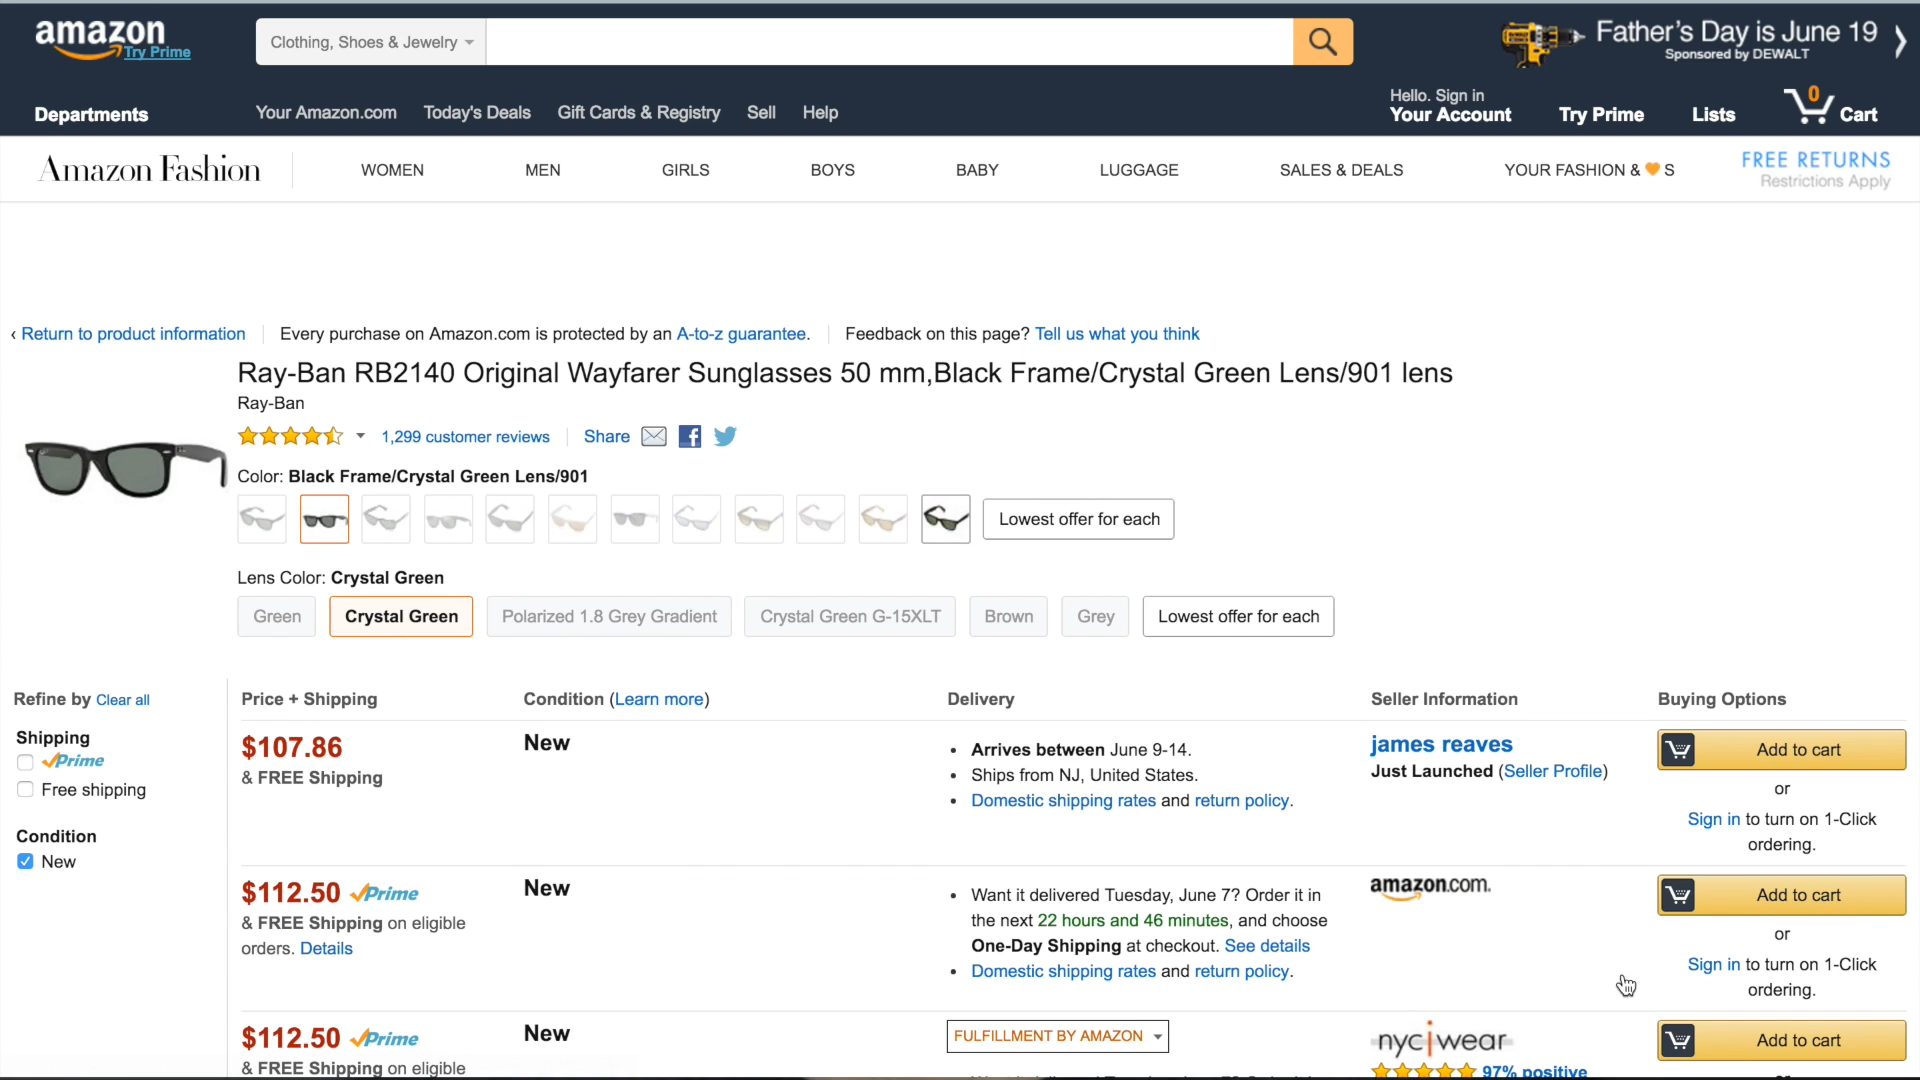 amazon
Try Prime
Clothing, Shoes & Jewelry
Father's Day is June 19
Sponsored by DEWALT
Departments
Your Amazon.com
Today's Deals
Gift Cards & Registry
Sell
Help
Hello. Sign in
Your Account
Try Prime
Lists
0
Cart
Amazon Fashion
WOMEN
MEN
GIRLS
BOYS
BABY
LUGGAGE
SALES & DEALS
YOUR FASHION & 🧡 S
FREE RETURNS
Restrictions Apply
‹ Return to product information
Every purchase on Amazon.com is protected by an A-to-z guarantee.
Feedback on this page? Tell us what you think
Ray-Ban RB2140 Original Wayfarer Sunglasses 50 mm,Black Frame/Crystal Green Lens/901 lens
Ray-Ban
1,299 customer reviews
Share
Color: Black Frame/Crystal Green Lens/901
Lowest offer for each
Lens Color: Crystal Green
Green
Crystal Green
Polarized 1.8 Grey Gradient
Crystal Green G-15XLT
Brown
Grey
Lowest offer for each
Refine by Clear all
Shipping
Prime
Free shipping
Condition
New
Price + Shipping
Condition (Learn more)
Delivery
Seller Information
Buying Options
$107.86
& FREE Shipping
New
Arrives between June 9-14.
Ships from NJ, United States.
Domestic shipping rates and return policy.
james reaves
Just Launched (Seller Profile)
Add to cart
or
Sign in to turn on 1-Click
ordering.
$112.50 Prime
& FREE Shipping on eligible
orders. Details
New
Want it delivered Tuesday, June 7? Order it in
the next 22 hours and 46 minutes, and choose
One-Day Shipping at checkout. See details
Domestic shipping rates and return policy.
amazon.com.
Add to cart
or
Sign in to turn on 1-Click
ordering.
$112.50 Prime
& FREE Shipping on eligible
New
FULFILLMENT BY AMAZON
nyciwear
97% positive
Add to cart